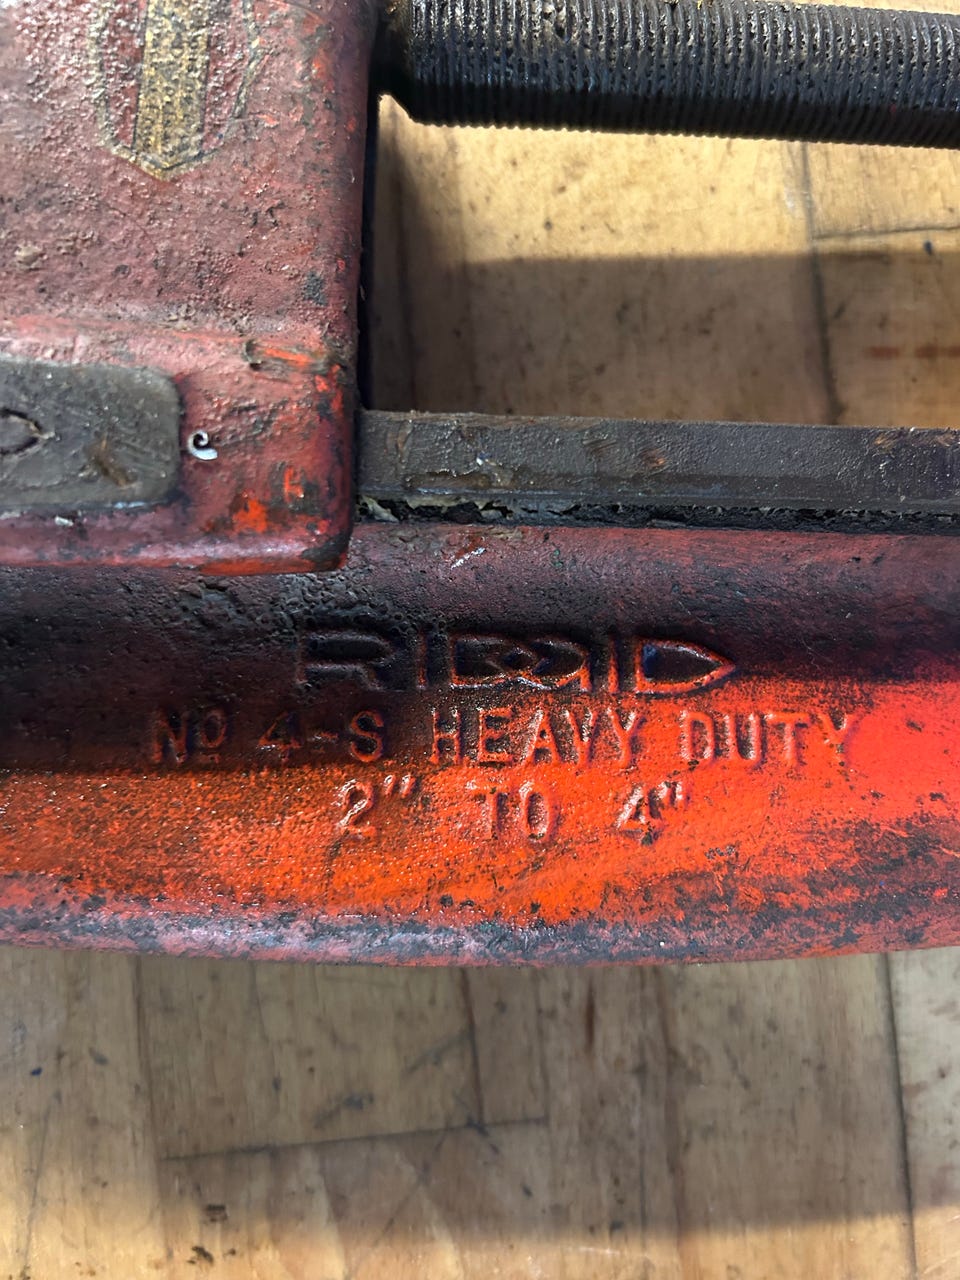 RIDGID
Nº 4-S HEAVY DUTY
2" TO 4"